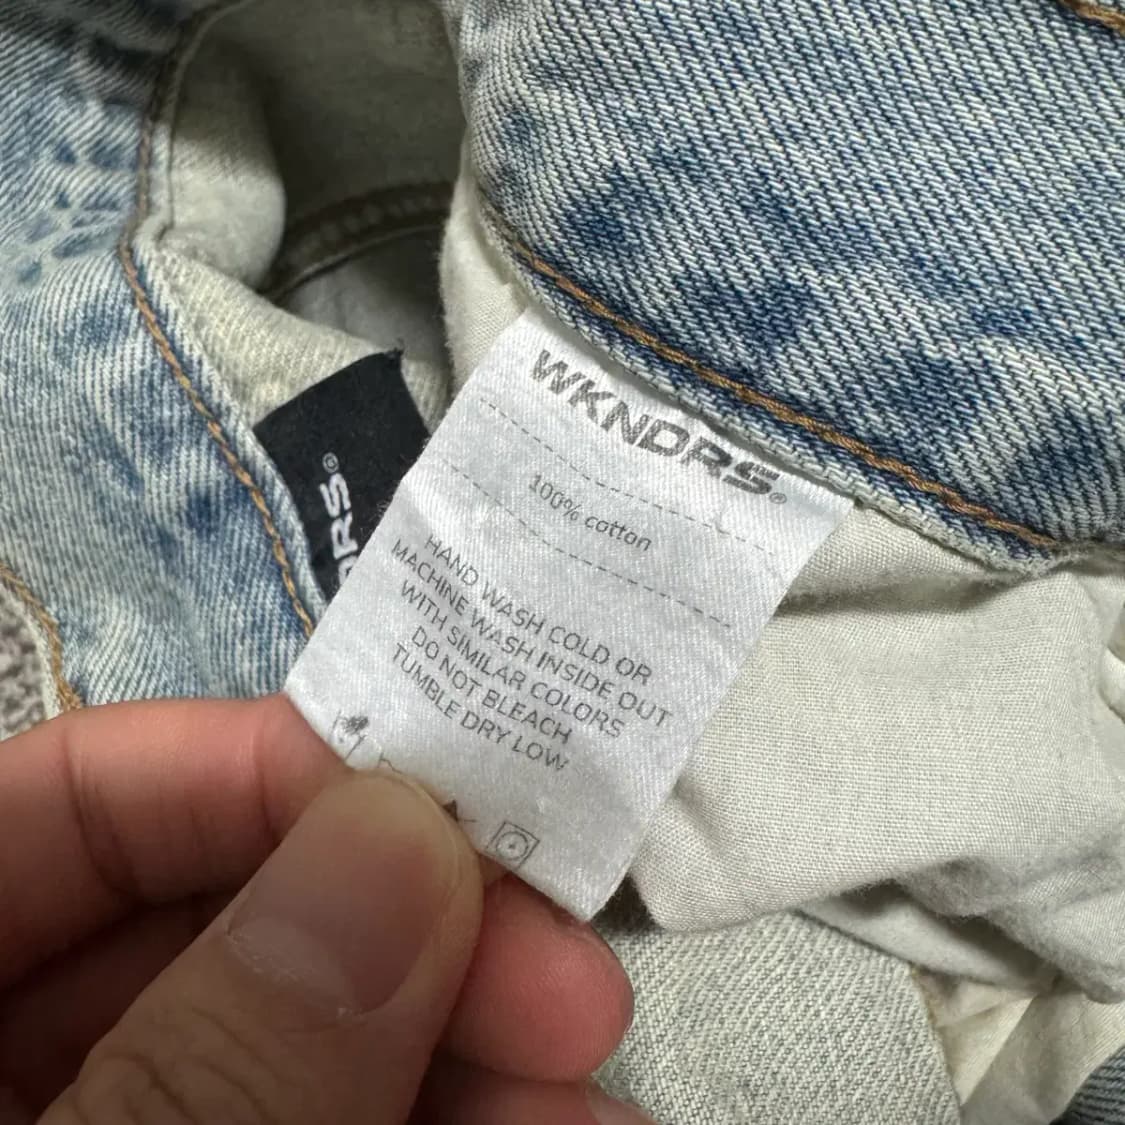 WKNDRS®
100% cotton
HAND WASH COLD OR
MACHINE WASH INSIDE OUT
WITH SIMILAR COLORS
DO NOT BLEACH
TUMBLE DRY LOW
RS®